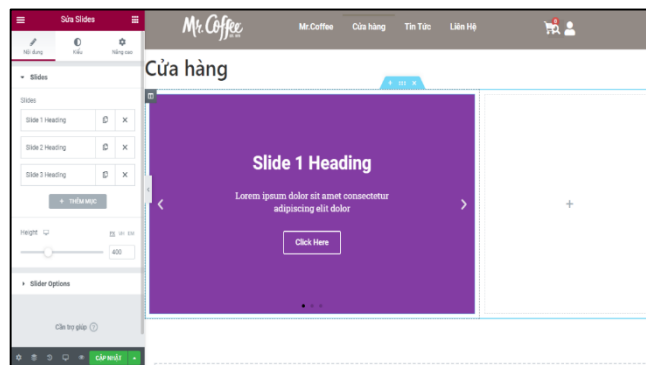 Sửa Slides
Nội dung
Kiểu
Nâng cao
Slides
Slides
Slide 1 Heading
Slide 2 Heading
Slide 3 Heading
+ THÊM MỤC
Height
600
Slider Options
Cần trợ giúp
CẬP NHẬT
Mr. Coffee
Mr.Coffee
Cửa hàng
Tin Tức
Liên Hệ
Cửa hàng
Slide 1 Heading
Lorem ipsum dolor sit amet consectetur
adipiscing elit dolor
Click Here